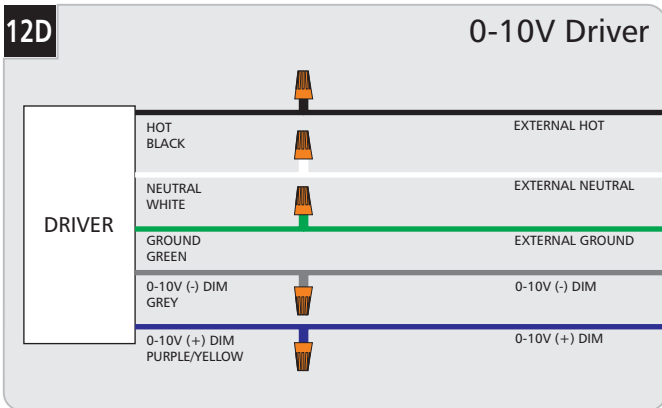 12D
0-10V Driver
HOT
BLACK
EXTERNAL HOT
NEUTRAL
WHITE
EXTERNAL NEUTRAL
DRIVER
GROUND
GREEN
EXTERNAL GROUND
0-10V (-) DIM
GREY
0-10V (-) DIM
0-10V (+) DIM
PURPLE/YELLOW
0-10V (+) DIM